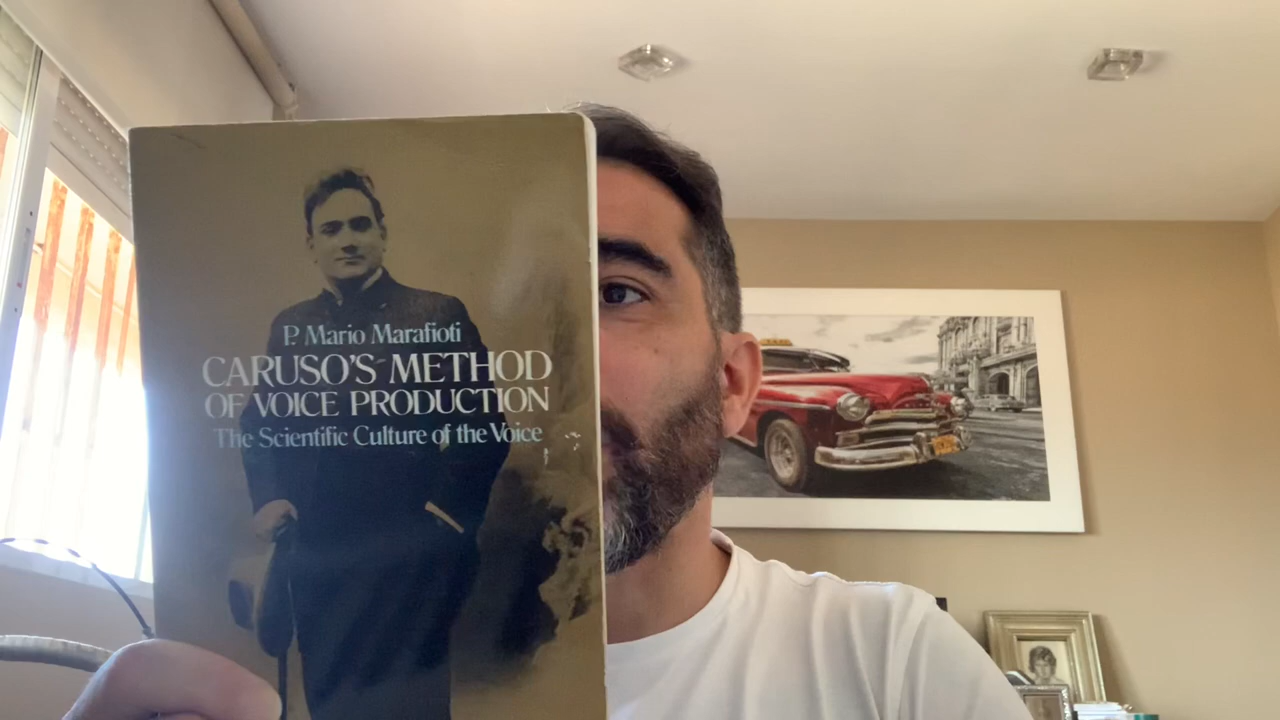 P. Mario Marafioti
CARUSO'S METHOD
OF VOICE PRODUCTION
The Scientific Culture of the Voice